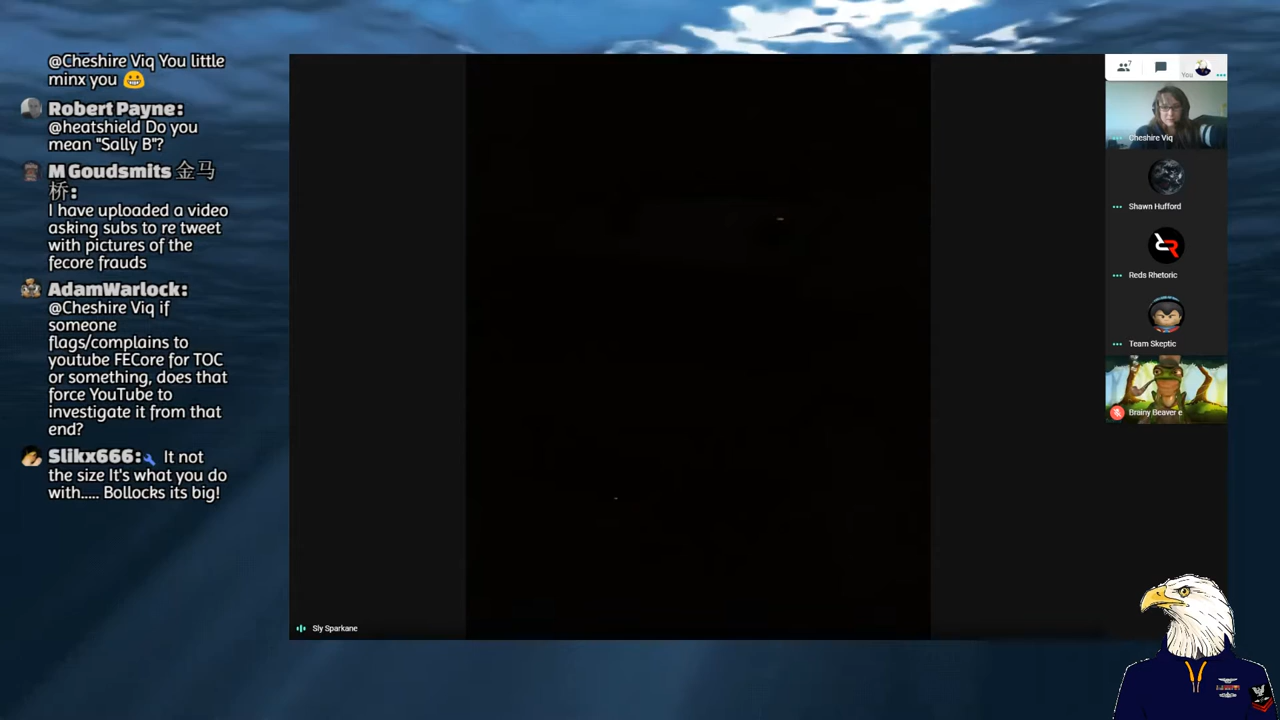 @Cheshire Viq You little
minx you 😬
Robert Payne:
@heatshield Do you
mean "Sally B"?
M Goudsmits 金马
桥:
I have uploaded a video
asking subs to re tweet
with pictures of the
fecore frauds
AdamWarlock:
@Cheshire Viq if
someone
flags/complains to
youtube FECore for TOC
or something, does that
force YouTube to
investigate it from that
end?
Slikx666: It not
the size It's what you do
with..... Bollocks its big!
Sly Sparkane
7
You
Cheshire Viq
Shawn Hufford
Reds Rhetoric
Team Skeptic
Brainy Beaver e